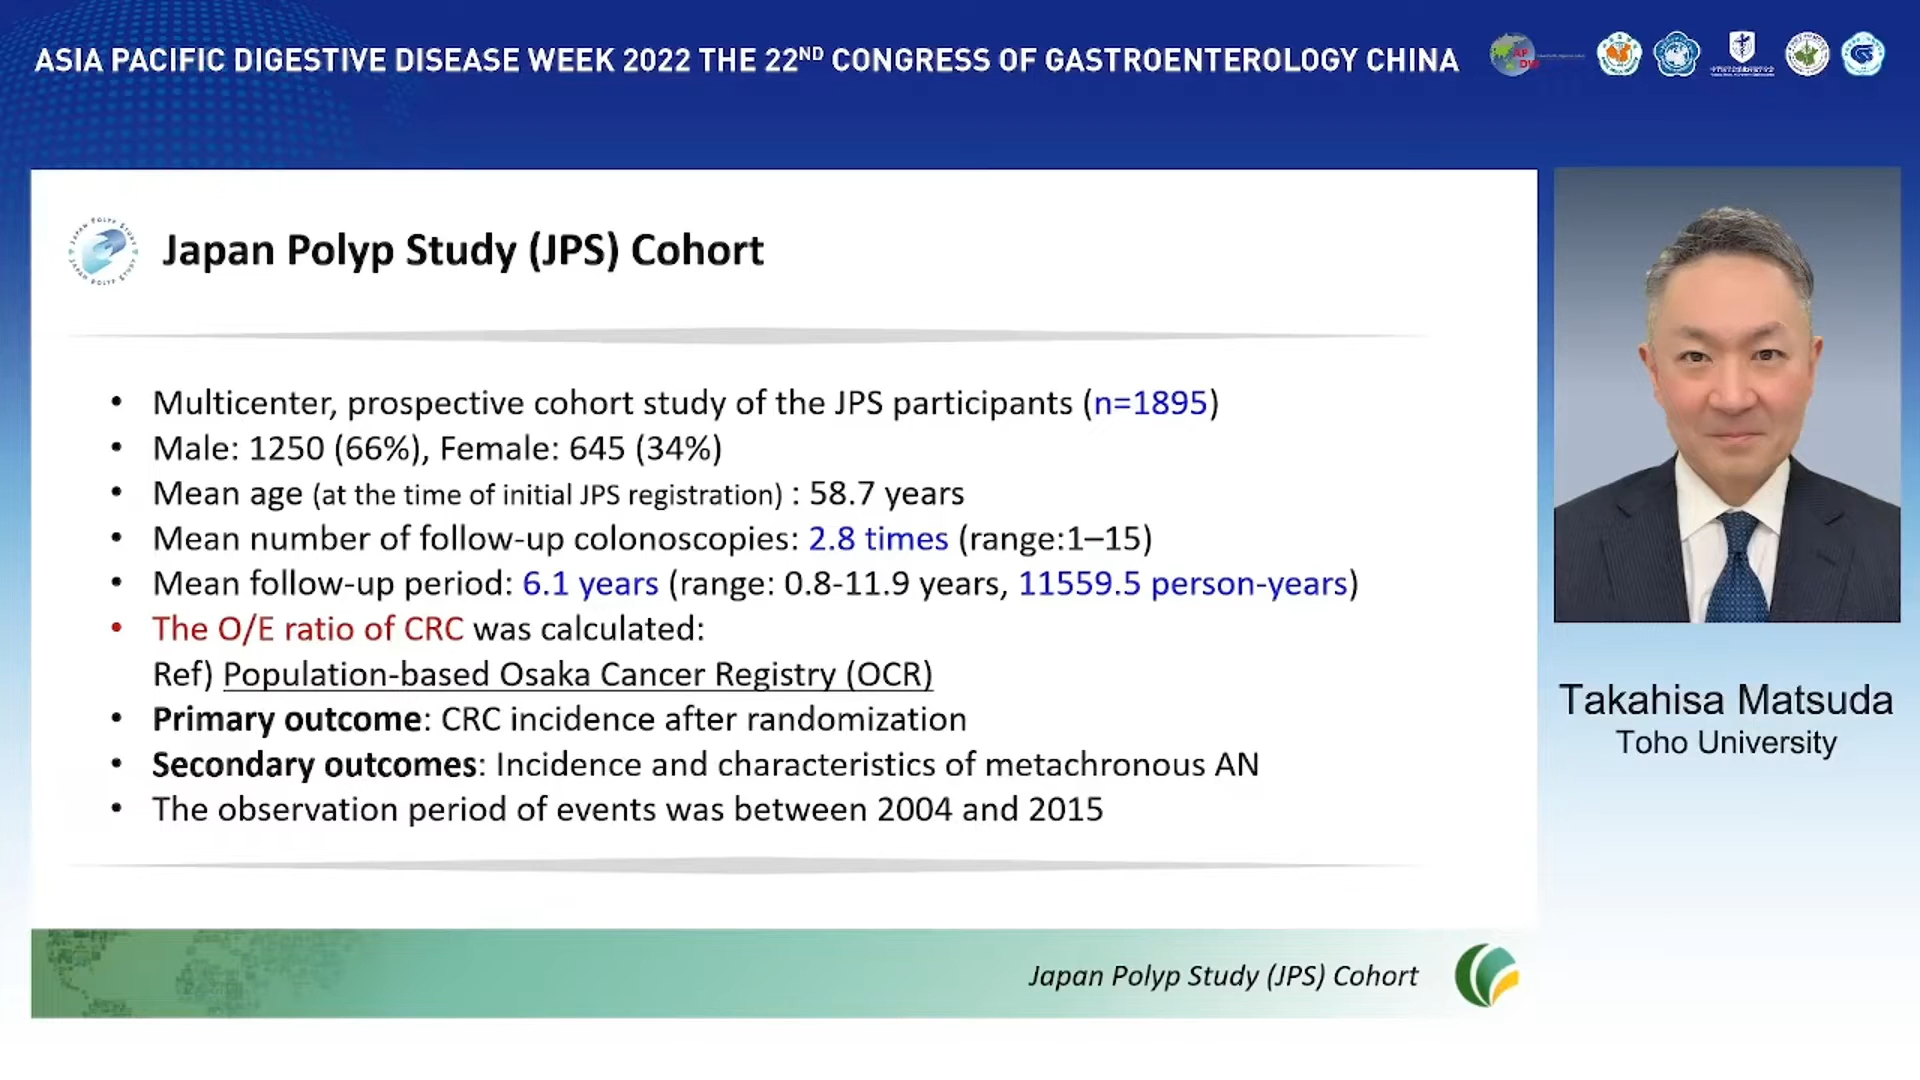 ASIA PACIFIC DIGESTIVE DISEASE WEEK 2022 THE 22ND CONGRESS OF GASTROENTEROLOGY CHINA
Japan Polyp Study (JPS) Cohort
• Multicenter, prospective cohort study of the JPS participants (n=1895)
• Male: 1250 (66%), Female: 645 (34%)
• Mean age (at the time of initial JPS registration) : 58.7 years
• Mean number of follow-up colonoscopies: 2.8 times (range:1–15)
• Mean follow-up period: 6.1 years (range: 0.8-11.9 years, 11559.5 person-years)
• The O/E ratio of CRC was calculated:
Ref) Population-based Osaka Cancer Registry (OCR)
• Primary outcome: CRC incidence after randomization
• Secondary outcomes: Incidence and characteristics of metachronous AN
• The observation period of events was between 2004 and 2015
Takahisa Matsuda
Toho University
Japan Polyp Study (JPS) Cohort